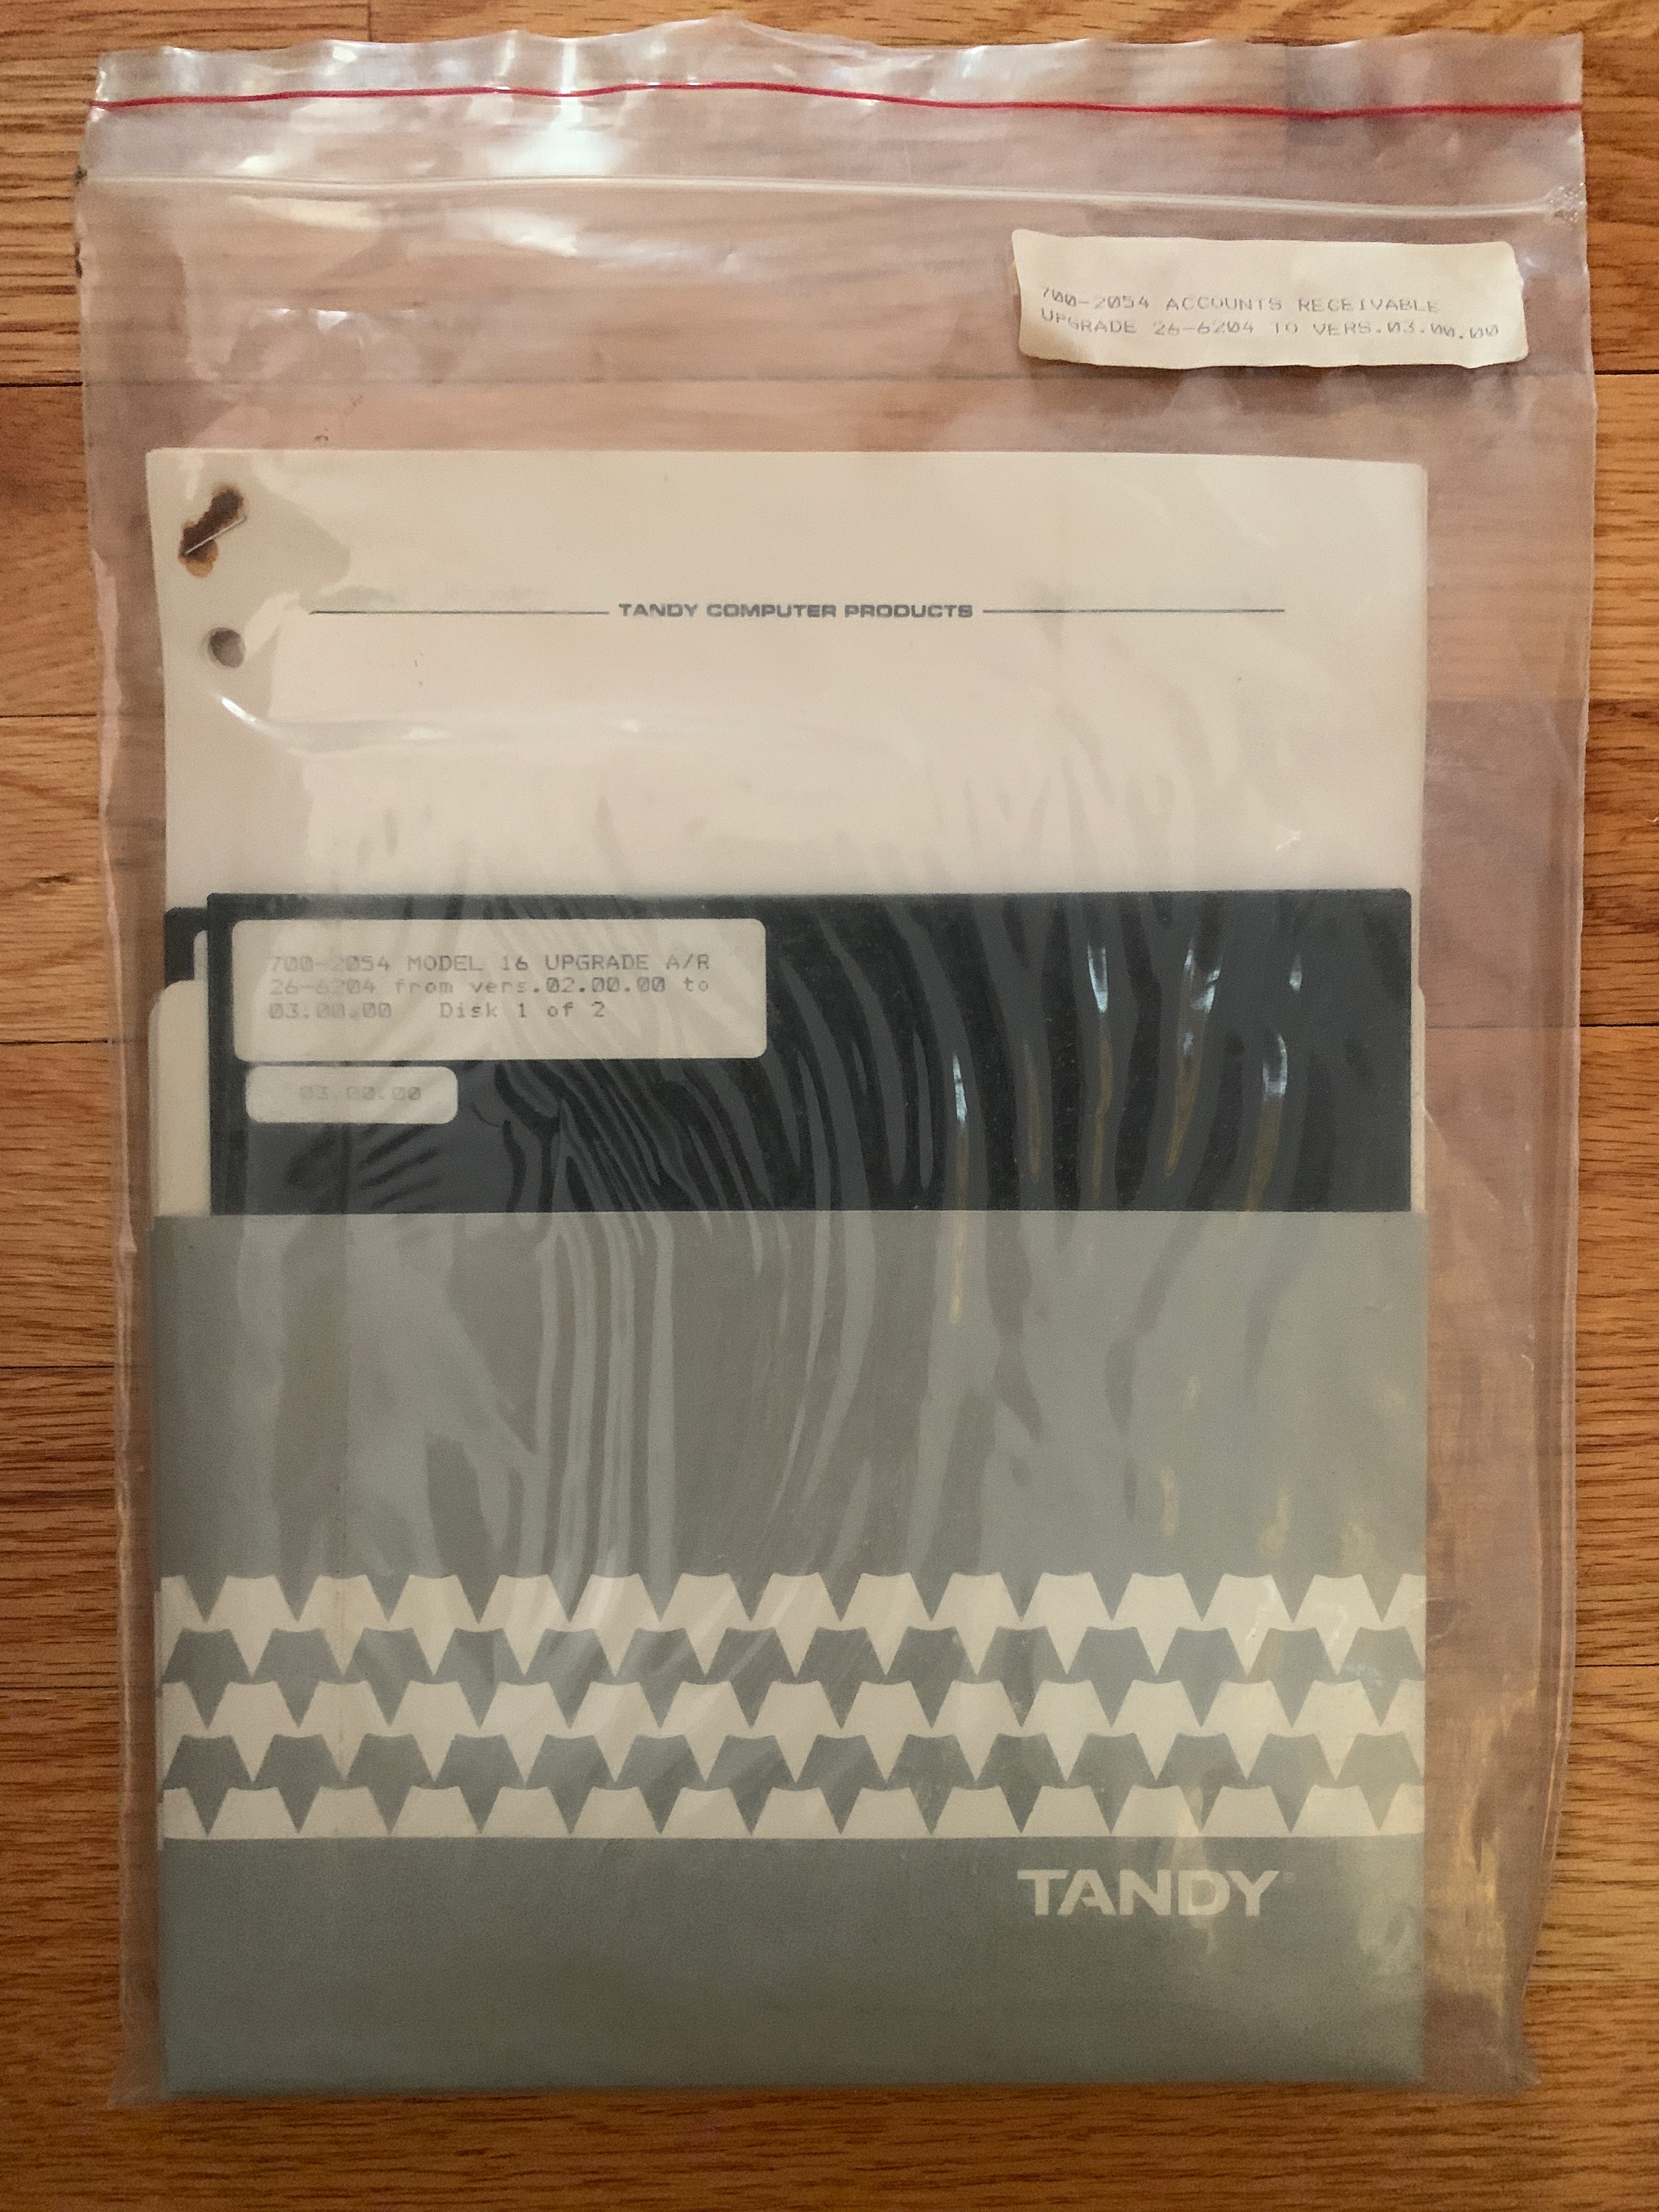 700-2054 ACCOUNTS RECEIVABLE
UPGRADE 26-6204 TO VERS.03.00.00
TANDY COMPUTER PRODUCTS
700-2054 MODEL 16 UPGRADE A/R
26-6204 from vers.02.00.00 to
03.00.00 Disk 1 of 2
03.00.00
TANDY